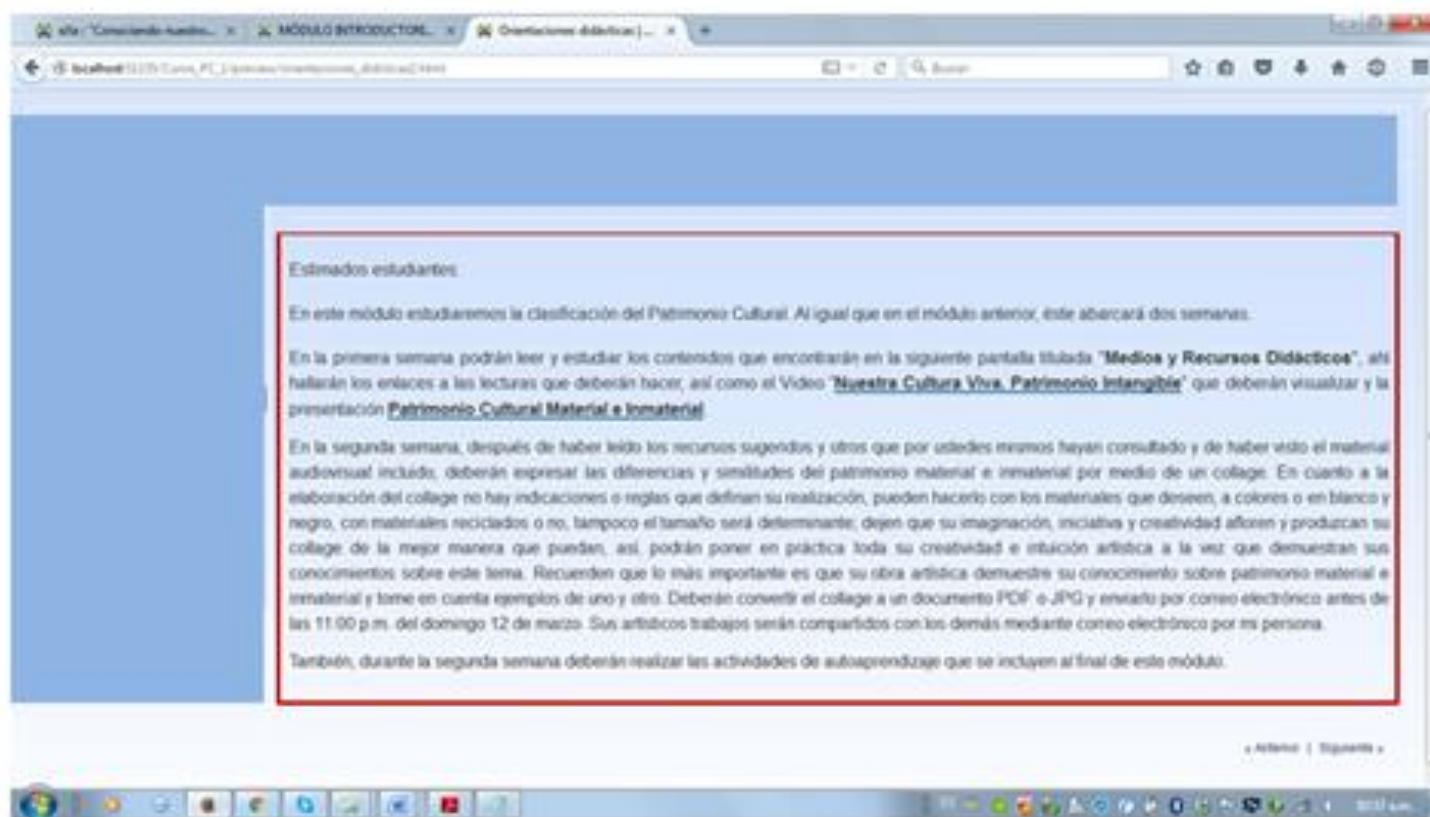 eXe : "Conociendo nuestro...
MÓDULO INTRODUCTORI...
Orientaciones didácticas | ...
Buscar
Estimados estudiantes
En este módulo estudiaremos la clasificación del Patrimonio Cultural. Al igual que en el módulo anterior, éste abarcará dos semanas.
En la primera semana podrán leer y estudiar los contenidos que encontrarán en la siguiente pantalla titulada "Medios y Recursos Didácticos", ahí
hallarán los enlaces a las lecturas que deberán hacer, así como el Video "Nuestra Cultura Viva. Patrimonio Intangible" que deberán visualizar y la
presentación Patrimonio Cultural Material e Inmaterial
En la segunda semana, después de haber leído los recursos sugeridos y otros que por ustedes mismos hayan consultado y de haber visto el material
audiovisual incluido, deberán expresar las diferencias y similitudes del patrimonio material e inmaterial por medio de un collage. En cuanto a la
elaboración del collage no hay indicaciones o reglas que definan su realización, pueden hacerlo con los materiales que deseen, a colores o en blanco y
negro, con materiales reciclados o no, tampoco el tamaño será determinante; dejen que su imaginación, iniciativa y creatividad afloren y produzcan su
collage de la mejor manera que puedan, así, podrán poner en práctica toda su creatividad e intuición artística a la vez que demuestran sus
conocimientos sobre este tema. Recuerden que lo más importante es que su obra artística demuestre su conocimiento sobre patrimonio material e
inmaterial y tome en cuenta ejemplos de uno y otro. Deberán convertir el collage a un documento PDF o JPG y enviarlo por correo electrónico antes de
las 11:00 p.m. del domingo 12 de marzo. Sus artísticos trabajos serán compartidos con los demás mediante correo electrónico por mi persona.
También, durante la segunda semana deberán realizar las actividades de autoaprendizaje que se incluyen al final de este módulo.
« Anterior | Siguiente »